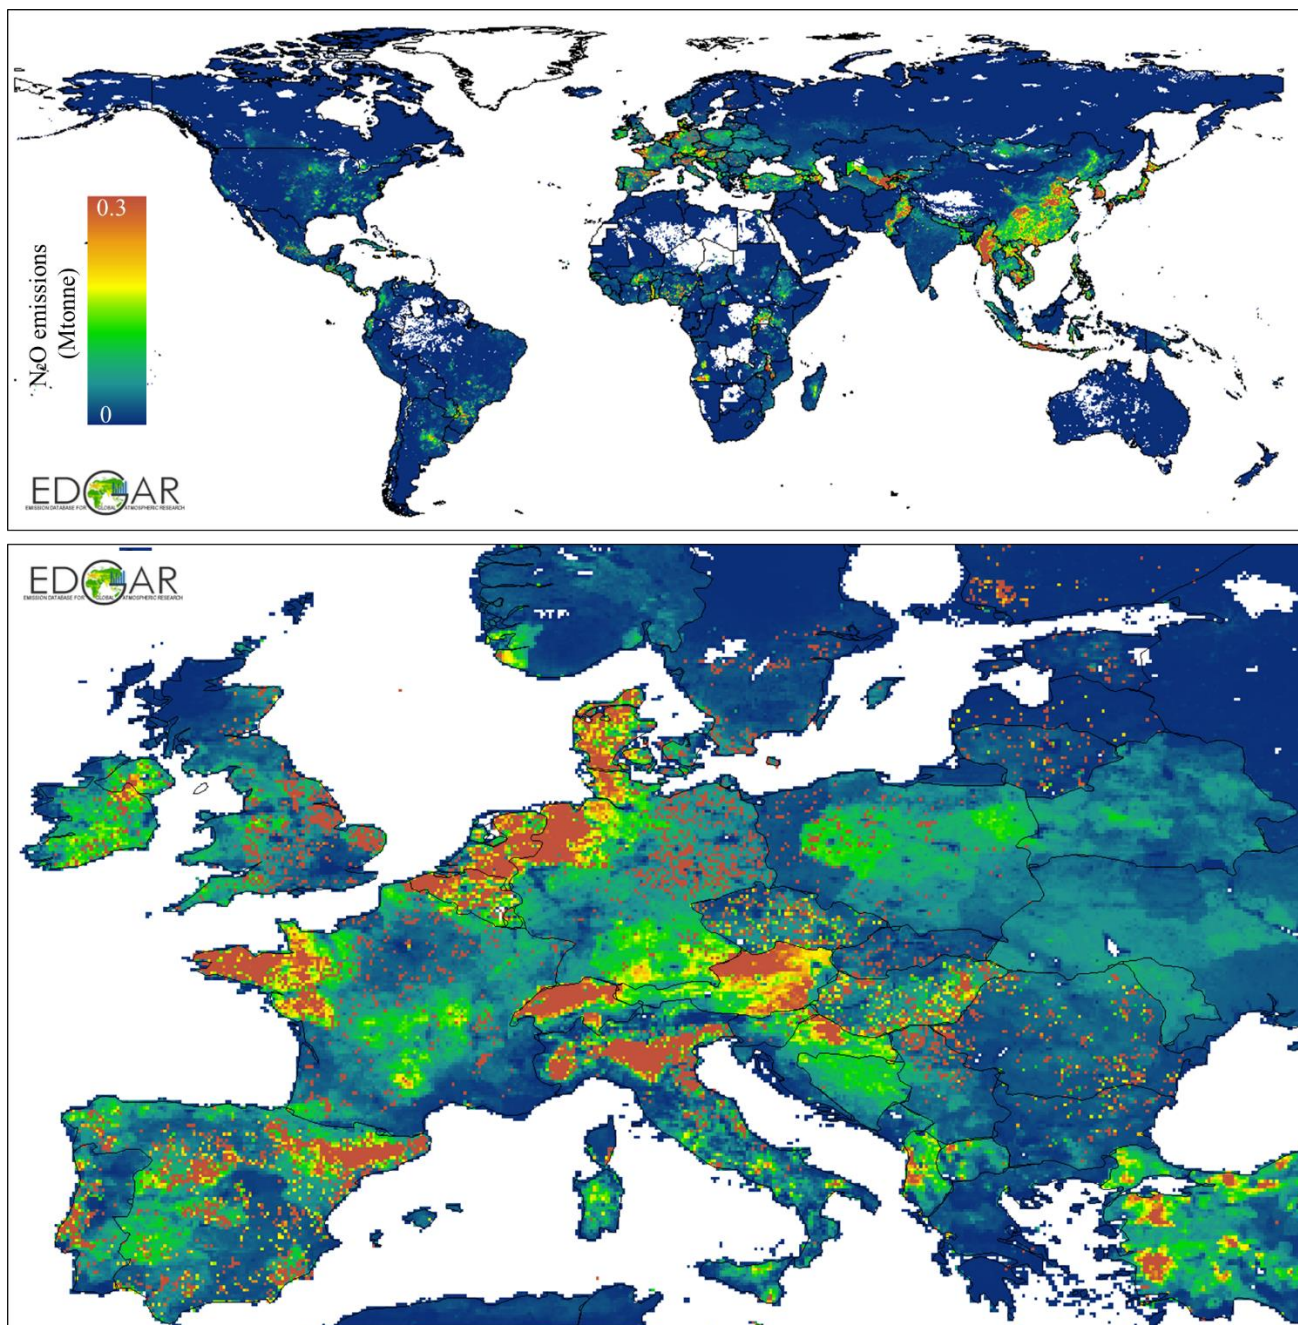 0.3
N₂O emissions
(Mtonne)
0
EDGAR
EMISSION DATABASE FOR GLOBAL ATMOSPHERIC RESEARCH
EDGAR
EMISSION DATABASE FOR GLOBAL ATMOSPHERIC RESEARCH